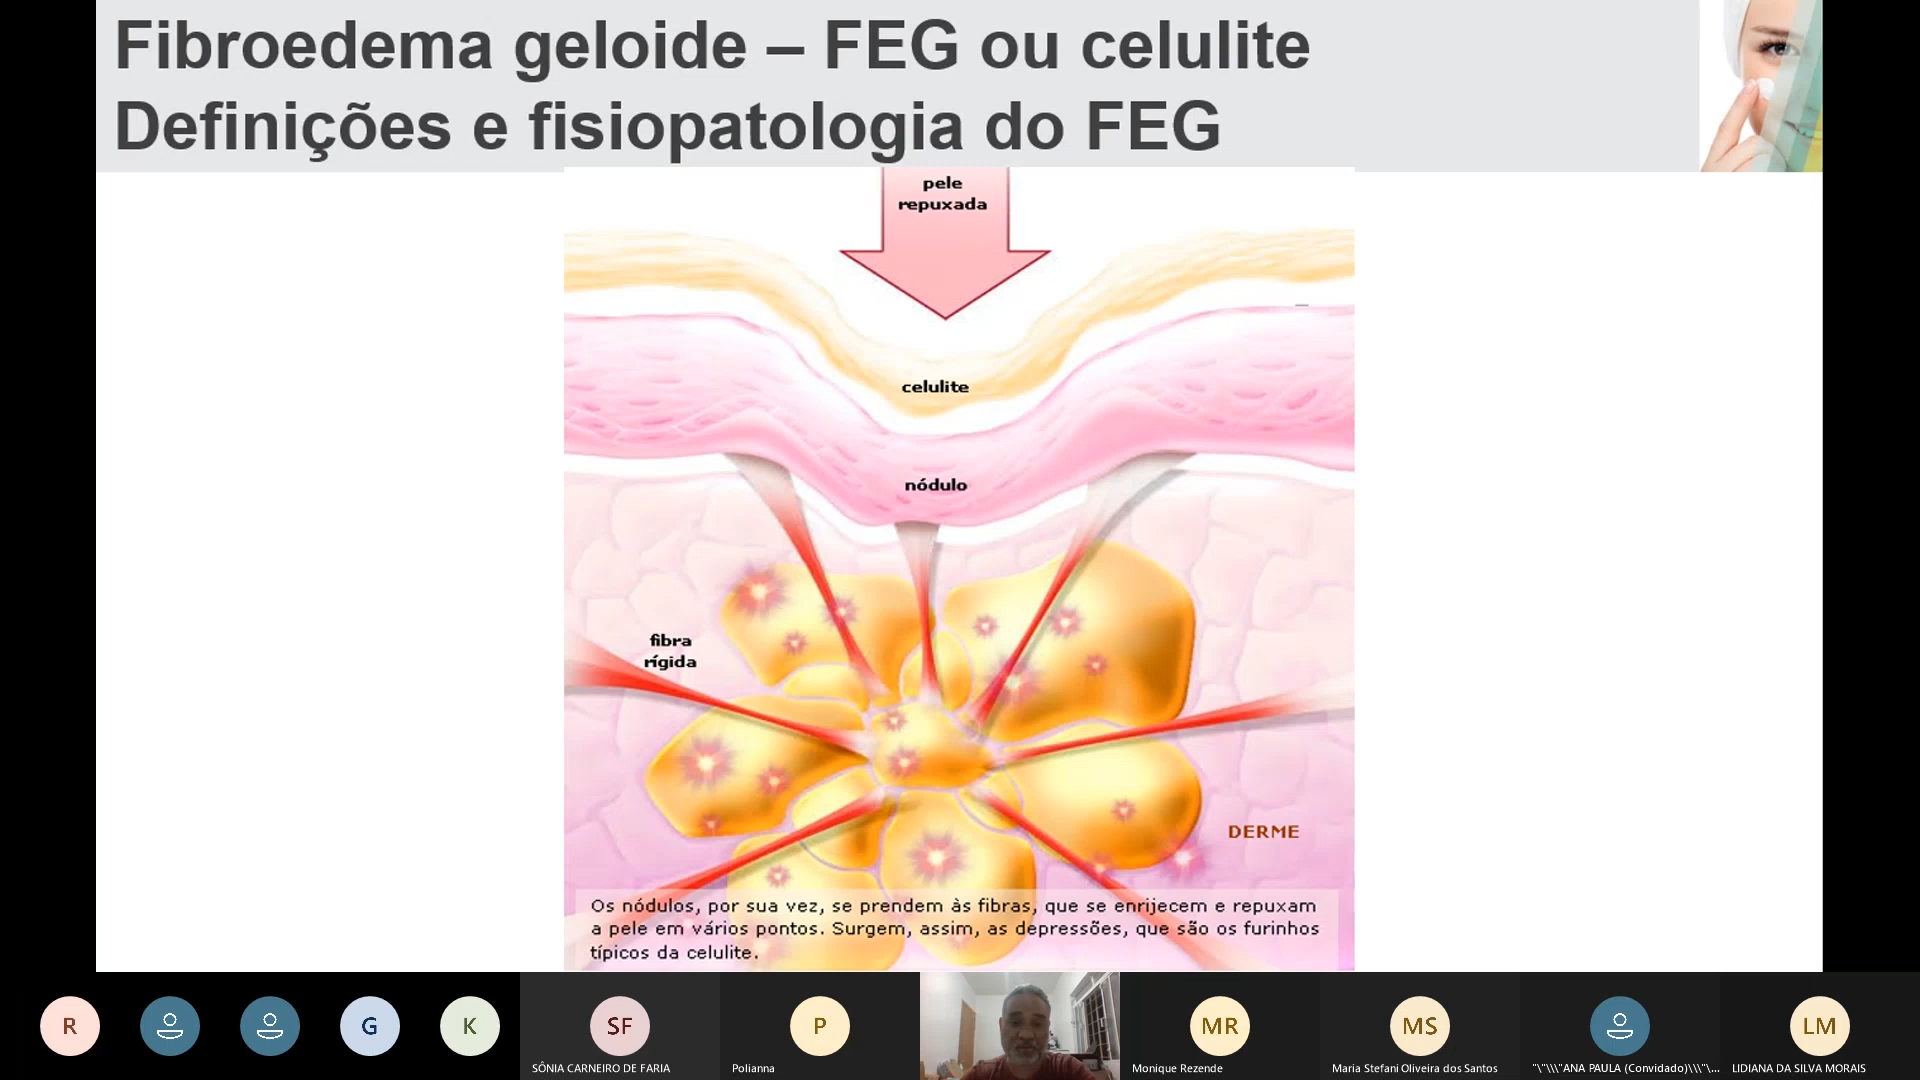 Fibroedema geloide – FEG ou celulite
Definições e fisiopatologia do FEG
pele
repuxada
celulite
nódulo
fibra
rígida
DERME
Os nódulos, por sua vez, se prendem às fibras, que se enrijecem e repuxam
a pele em vários pontos. Surgem, assim, as depressões, que são os furinhos
típicos da celulite.
R
G
K
SF
P
MR
MS
LM
SÔNIA CARNEIRO DE FARIA
Polianna
Monique Rezende
Maria Stefani Oliveira dos Santos
"\"\\\"ANA PAULA (Convidado)\\\"\...
LIDIANA DA SILVA MORAIS